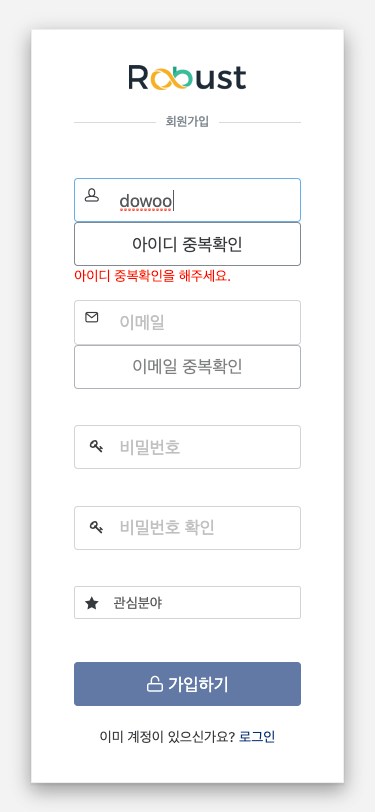 Robust
회원가입
dowoo
아이디 중복확인
아이디 중복확인을 해주세요.
이메일
이메일 중복확인
비밀번호
비밀번호 확인
관심분야
가입하기
이미 계정이 있으신가요? 로그인